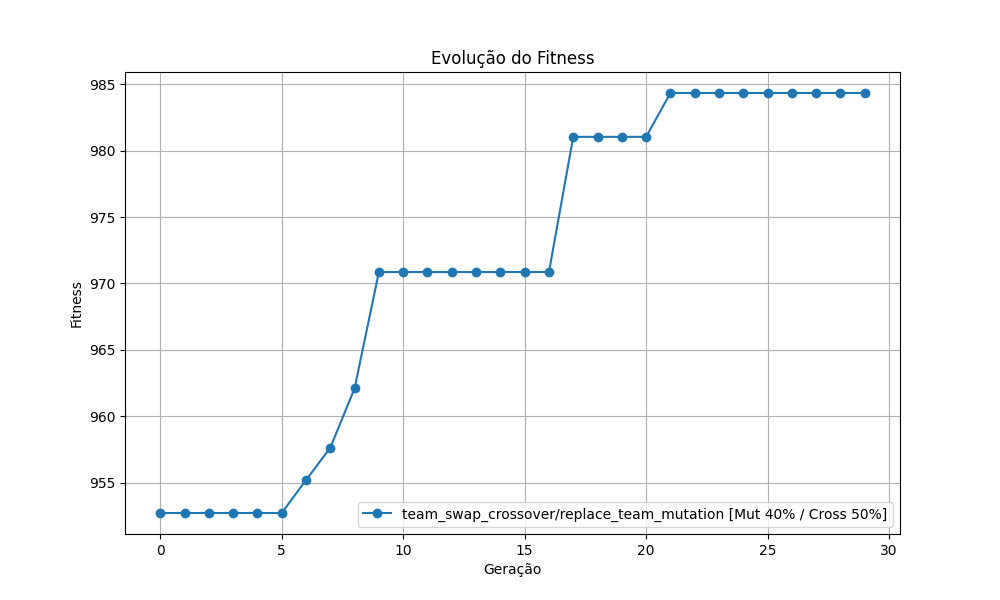 Evolução do Fitness
Fitness
985
980
975
970
965
960
955
0 5 10 15 20 25 30
Geração
team_swap_crossover/replace_team_mutation [Mut 40% / Cross 50%]